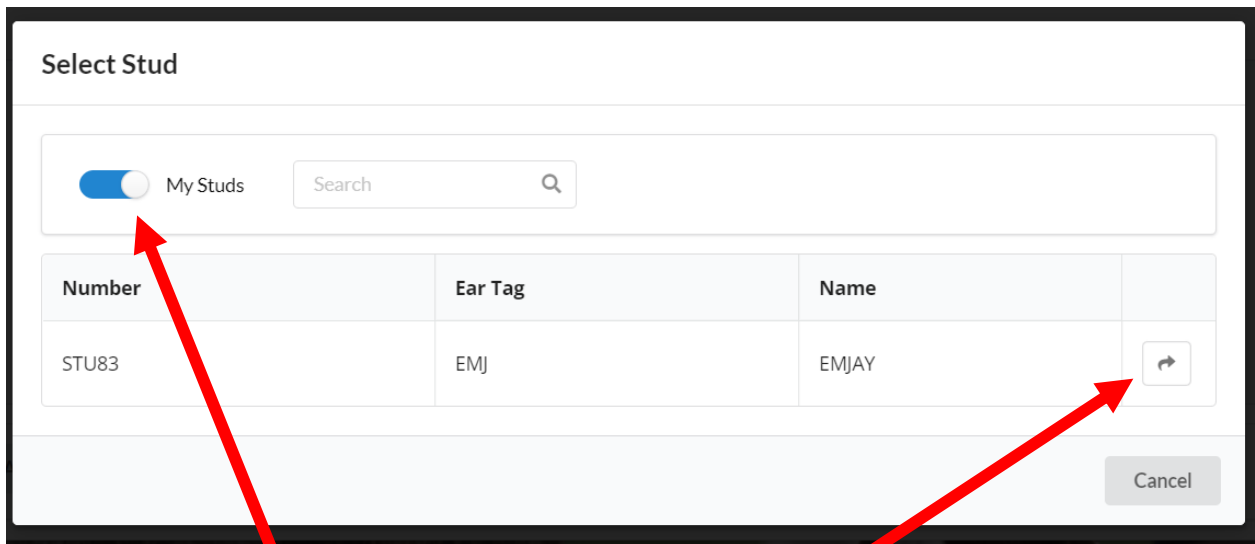 Select Stud
My Studs Search
Number Ear Tag Name
STU83 EMJ EMJAY
Cancel